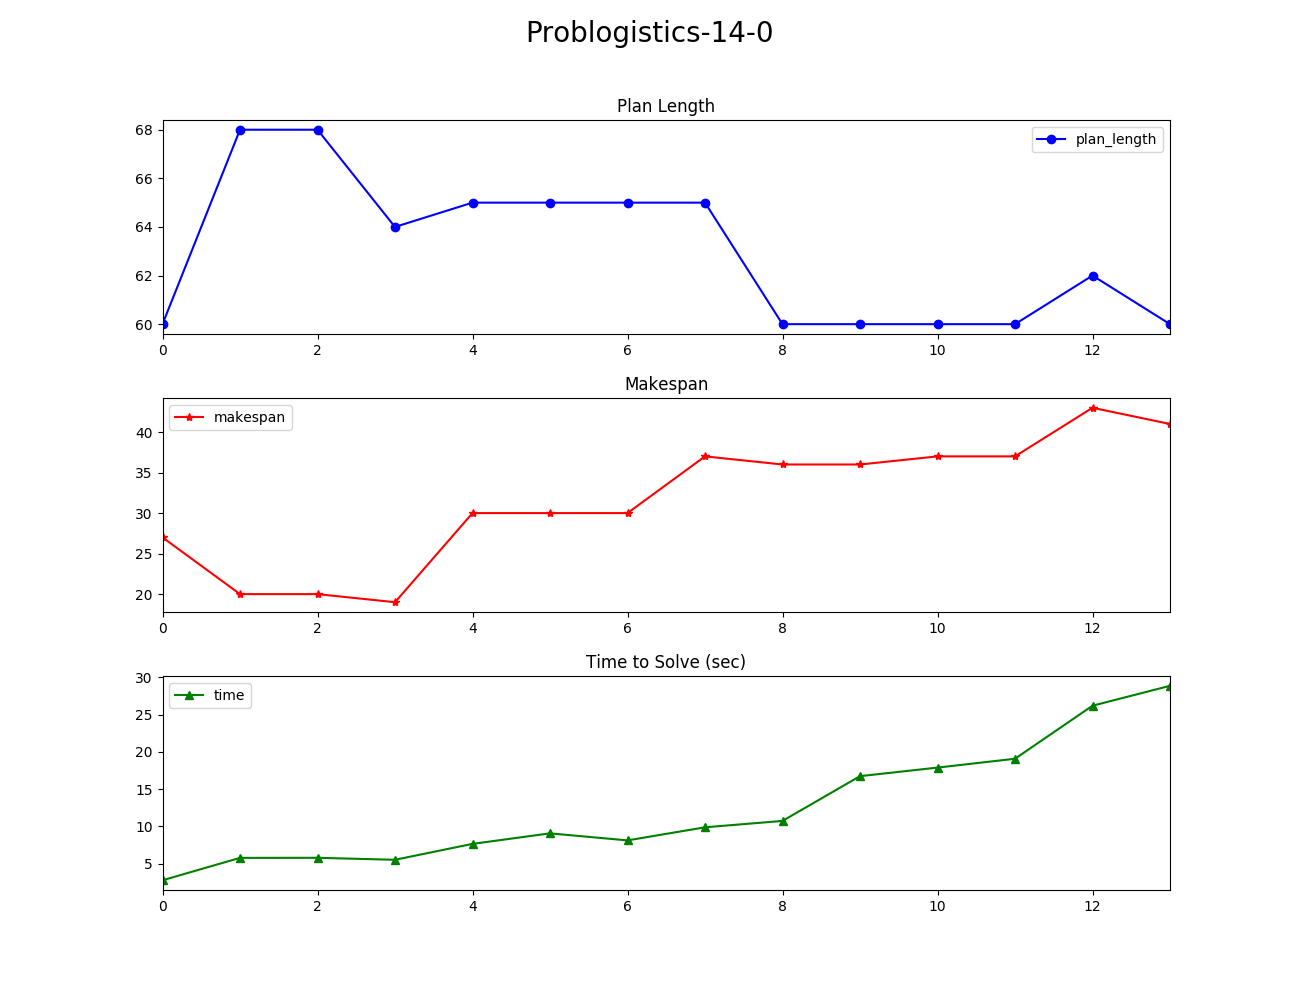 Problogistics-14-0
Plan Length
68
66
64
62
60
plan_length
0 2 4 6 8 10 12
Makespan
40
35
30
25
20
makespan
0 2 4 6 8 10 12
Time to Solve (sec)
30
25
20
15
10
5
time
0 2 4 6 8 10 12